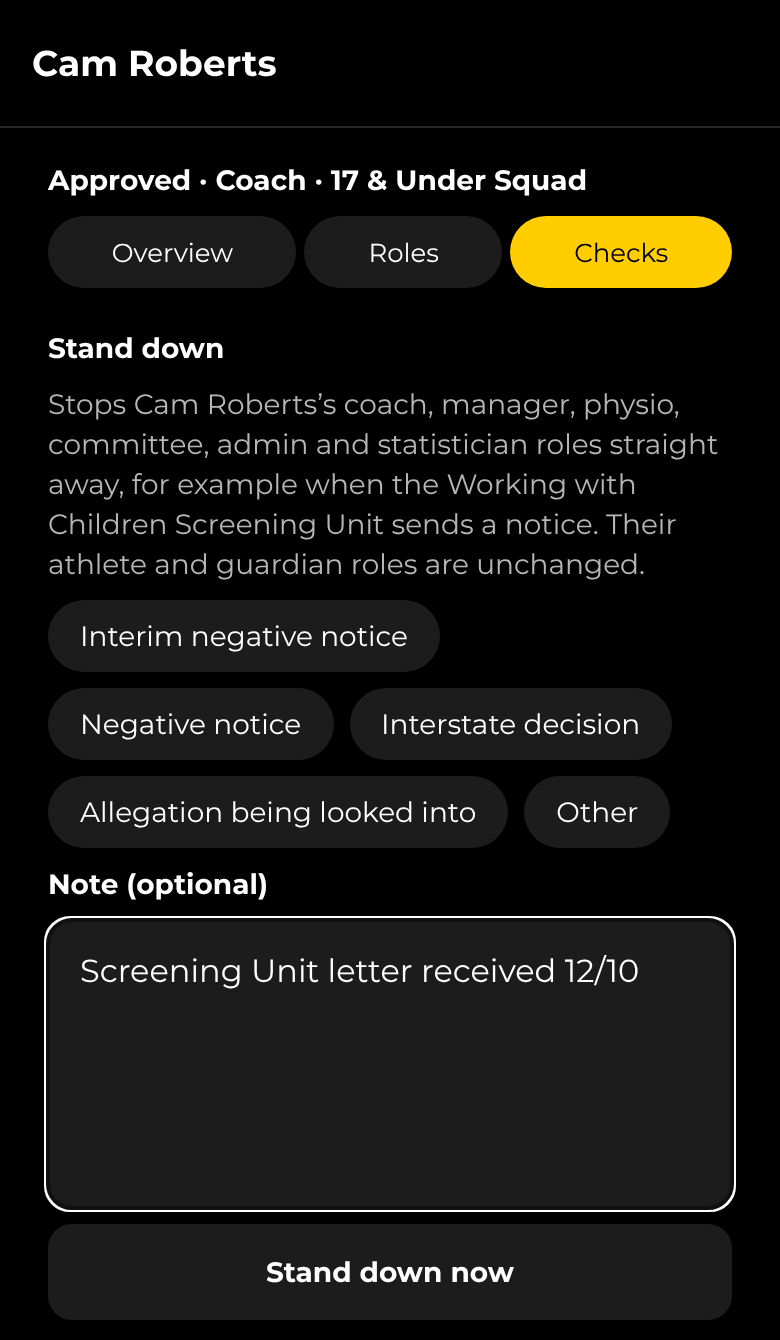 Cam Roberts
Approved · Coach · 17 & Under Squad
Overview
Roles
Checks
Stand down
Stops Cam Roberts’s coach, manager, physio,
committee, admin and statistician roles straight
away, for example when the Working with
Children Screening Unit sends a notice. Their
athlete and guardian roles are unchanged.
Interim negative notice
Negative notice
Interstate decision
Allegation being looked into
Other
Note (optional)
Screening Unit letter received 12/10
Stand down now